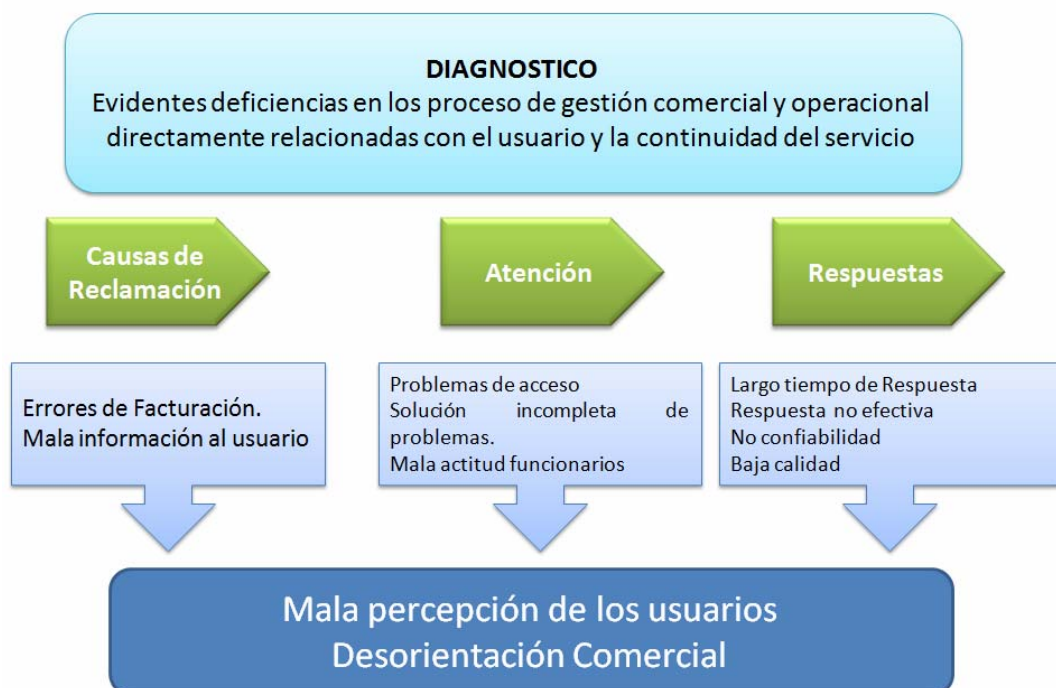 DIAGNOSTICO
Evidentes deficiencias en los proceso de gestión comercial y operacional
directamente relacionadas con el usuario y la continuidad del servicio
Causas de
Reclamación
Atención
Respuestas
Errores de Facturación.
Mala información al usuario
Problemas de acceso
Solución incompleta de
problemas.
Mala actitud funcionarios
Largo tiempo de Respuesta
Respuesta no efectiva
No confiabilidad
Baja calidad
Mala percepción de los usuarios
Desorientación Comercial